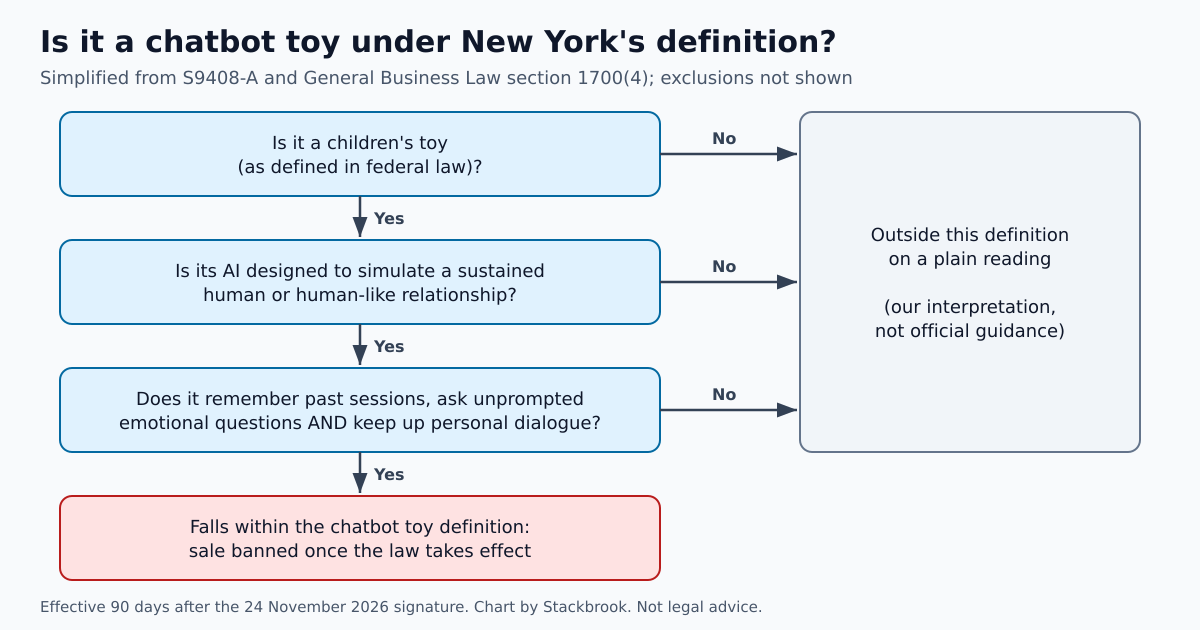 Is it a chatbot toy under New York's definition?
Simplified from S9408-A and General Business Law section 1700(4); exclusions not shown
Is it a children's toy
(as defined in federal law)?
No
Yes
Is its AI designed to simulate a sustained
human or human-like relationship?
No
Yes
Does it remember past sessions, ask unprompted
emotional questions AND keep up personal dialogue?
No
Yes
Falls within the chatbot toy definition:
sale banned once the law takes effect
Outside this definition
on a plain reading
(our interpretation,
not official guidance)
Effective 90 days after the 24 November 2026 signature. Chart by Stackbrook. Not legal advice.